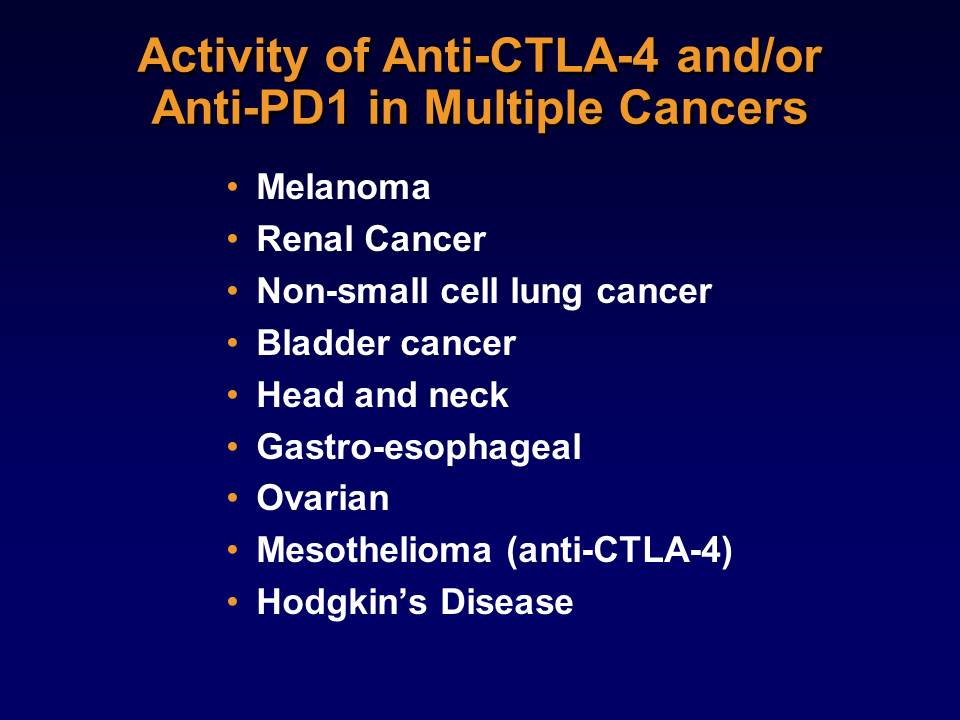 Activity of Anti-CTLA-4 and/or
Anti-PD1 in Multiple Cancers
• Melanoma
• Renal Cancer
• Non-small cell lung cancer
• Bladder cancer
• Head and neck
• Gastro-esophageal
• Ovarian
• Mesothelioma (anti-CTLA-4)
• Hodgkin’s Disease